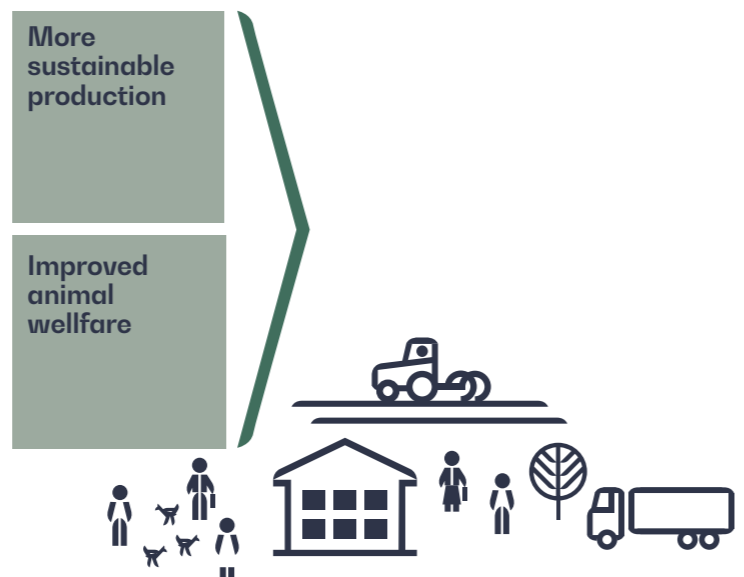 More
sustainable
production
Improved
animal
wellfare